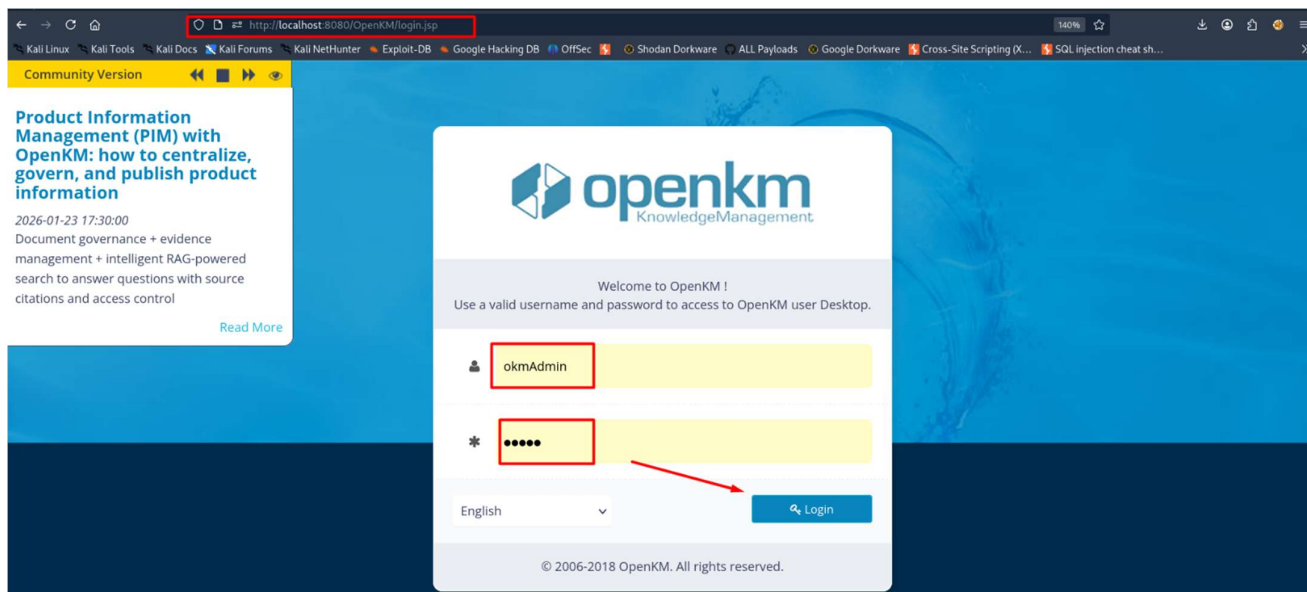 http://localhost:8080/OpenKM/login.jsp
140%
Kali Linux Kali Tools Kali Docs Kali Forums Kali NetHunter Exploit-DB Google Hacking DB OffSec Shodan Dorkware ALL Payloads Google Dorkware Cross-Site Scripting (X... SQL injection cheat sh...
Community Version
Product Information
Management (PIM) with
OpenKM: how to centralize,
govern, and publish product
information
2026-01-23 17:30:00
Document governance + evidence
management + intelligent RAG-powered
search to answer questions with source
citations and access control
Read More
openkm
KnowledgeManagement
Welcome to OpenKM !
Use a valid username and password to access to OpenKM user Desktop.
okmAdmin
•••••
English
Login
© 2006-2018 OpenKM. All rights reserved.